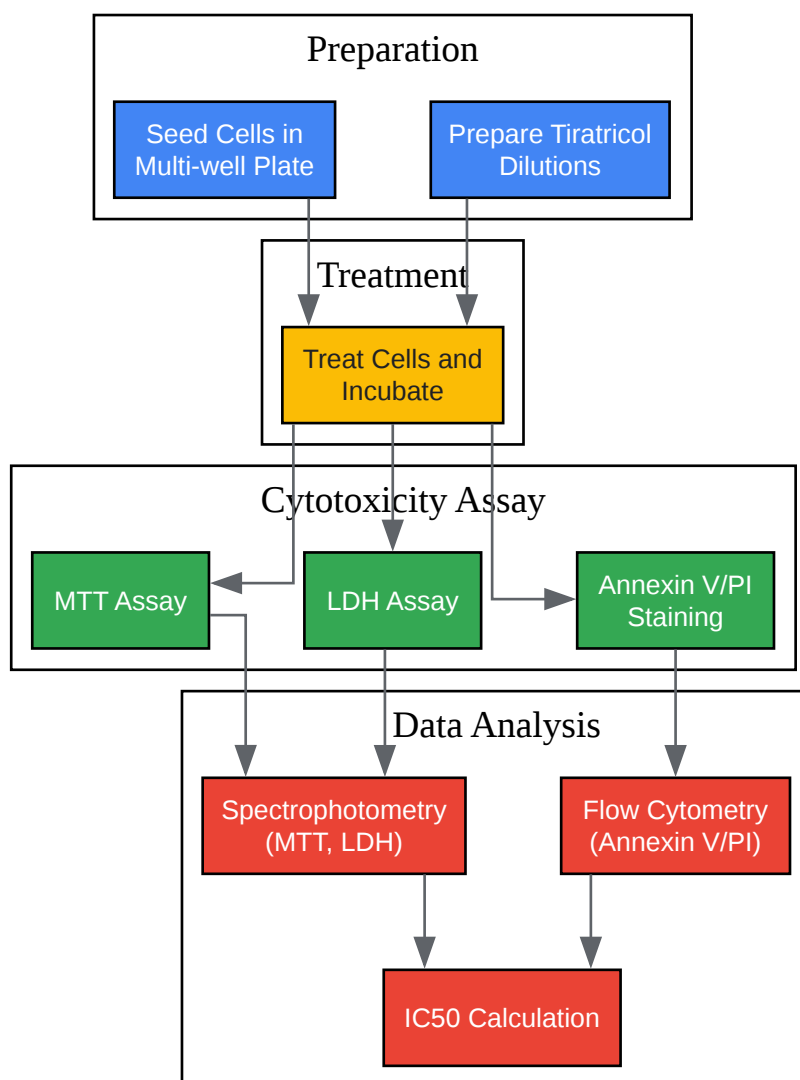 Preparation
Seed Cells in
Multi-well Plate
Prepare Tiratricol
Dilutions
Treatment
Treat Cells and
Incubate
Cytotoxicity Assay
MTT Assay
LDH Assay
Annexin V/PI
Staining
Data Analysis
Spectrophotometry
(MTT, LDH)
Flow Cytometry
(Annexin V/PI)
IC50 Calculation